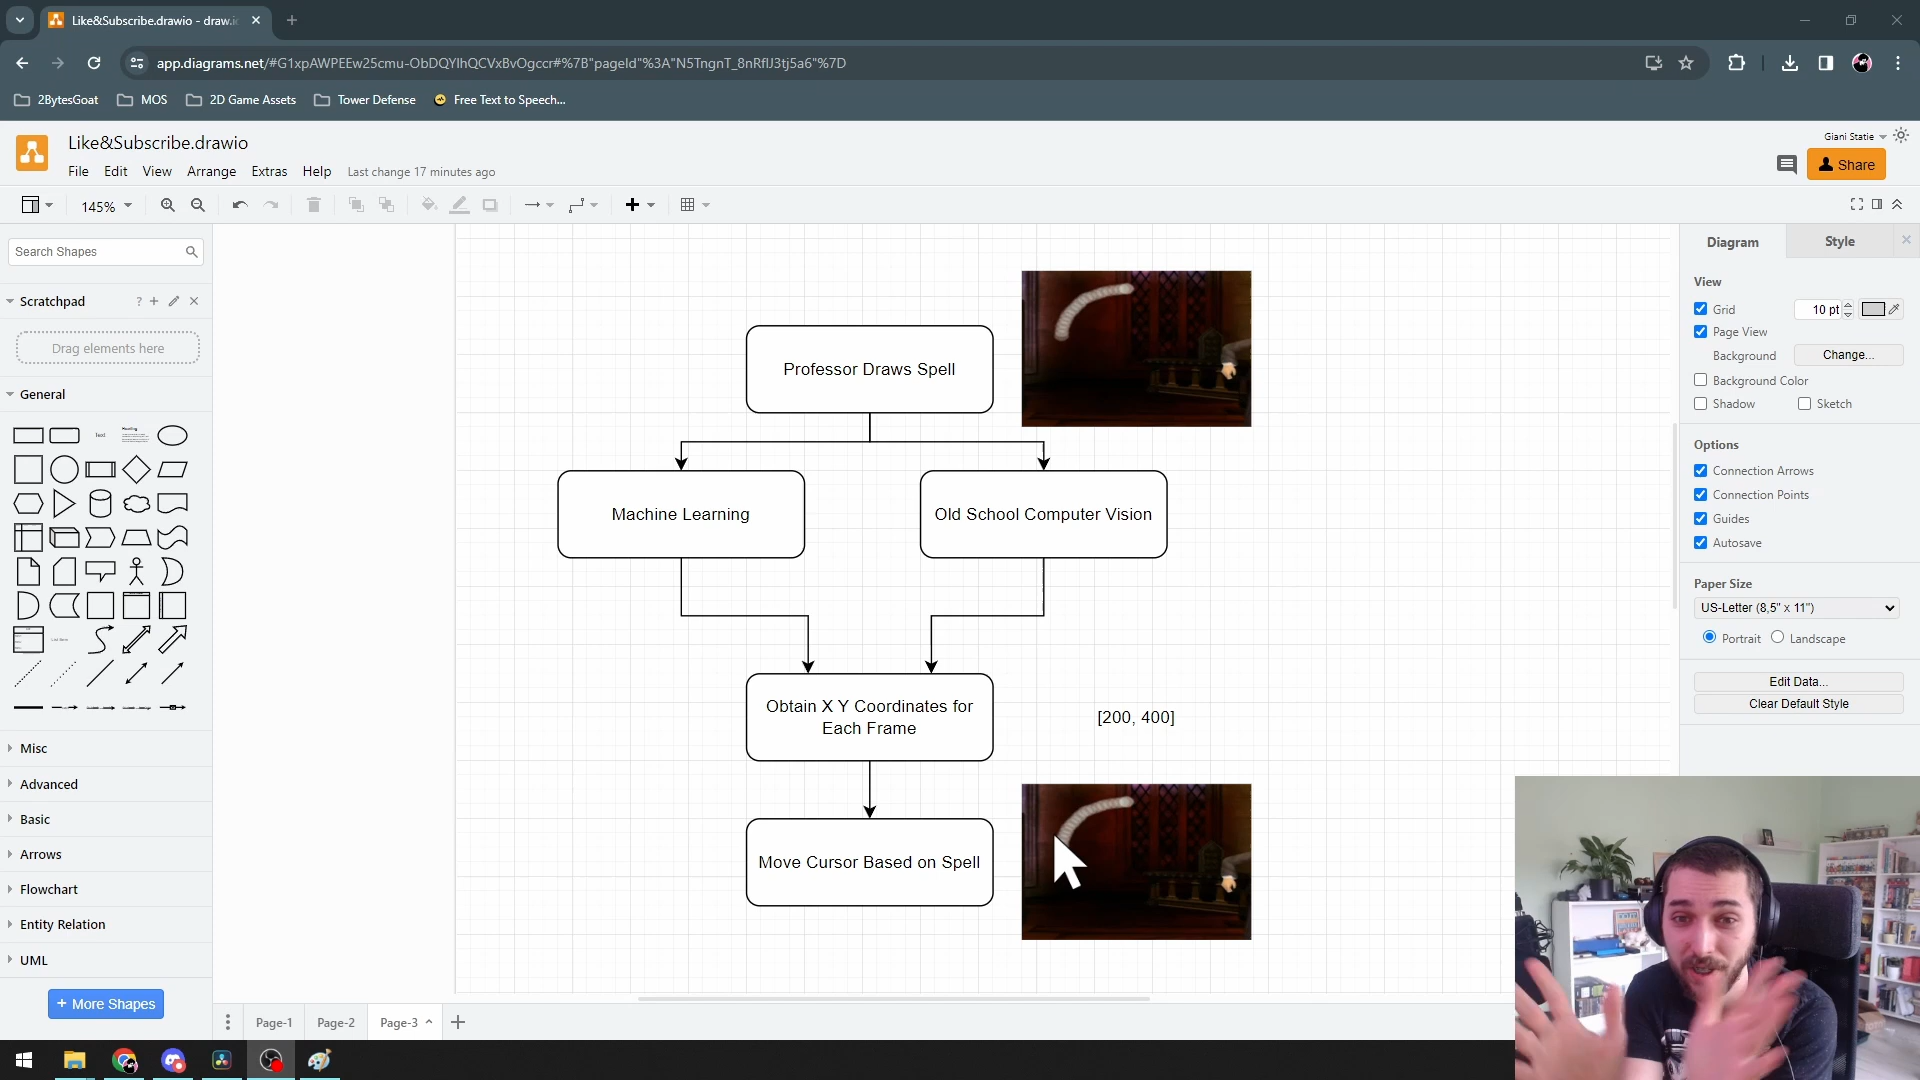 Like&Subscribe.drawio - draw.i
app.diagrams.net/#G1xpAWPEEw25cmu-ObDQYlhQCVxBvOgccr#%7B"pageId"%3A"N5TngnT_8nRflJ3tj5a6"%7D
2BytesGoat
MOS
2D Game Assets
Tower Defense
Free Text to Speech...
Like&Subscribe.drawio
Giani Statie
File Edit View Arrange Extras Help Last change 17 minutes ago
Share
145%
Search Shapes
Scratchpad
?
Drag elements here
General
Text
Heading
List Item
Misc
Advanced
Basic
Arrows
Flowchart
Entity Relation
UML
+ More Shapes
Professor Draws Spell
Machine Learning
Old School Computer Vision
Obtain X Y Coordinates for
Each Frame
[200, 400]
Move Cursor Based on Spell
Page-1
Page-2
Page-3
Diagram
Style
View
Grid
10 pt
Page View
Background
Change...
Background Color
Shadow
Sketch
Options
Connection Arrows
Connection Points
Guides
Autosave
Paper Size
US-Letter (8,5" x 11")
Portrait
Landscape
Edit Data...
Clear Default Style